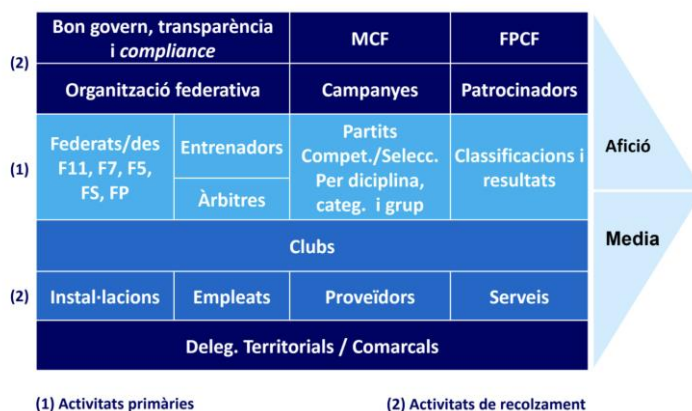 Bon govern, transparència
i compliance
MCF
FPCF
(2)
Organització federativa
Campanyes
Patrocinadors
Federats/des
F11, F7, F5,
FS, FP
Entrenadors
Àrbitres
Partits
Compet./Selecc.
Per diciplina,
categ. i grup
Classificacions i
resultats
(1)
Afició
Clubs
Media
(2)
Instal·lacions
Empleats
Proveïdors
Serveis
Deleg. Territorials / Comarcals
(1) Activitats primàries
(2) Activitats de recolzament